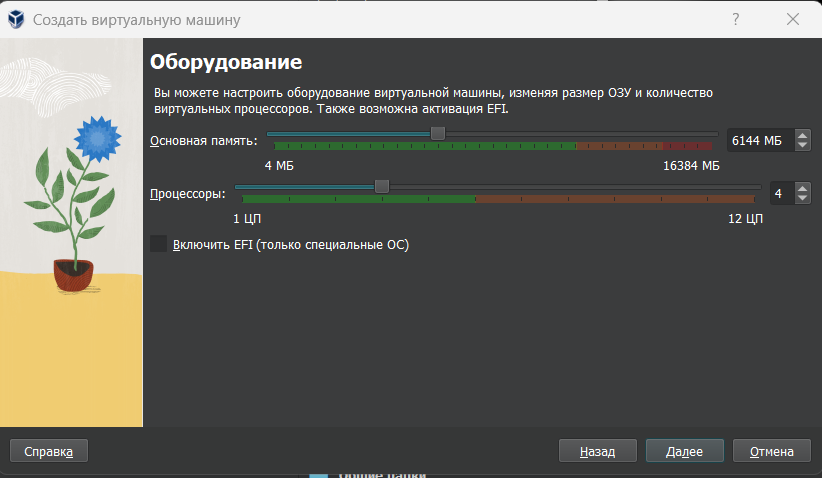 Создать виртуальную машину
?
Оборудование
Вы можете настроить оборудование виртуальной машины, изменяя размер ОЗУ и количество
виртуальных процессоров. Также возможна активация EFI.
Основная память: 6144 МБ
4 МБ 16384 МБ
Процессоры: 4
1 ЦП 12 ЦП
Включить EFI (только специальные ОС)
Справка Назад Далее Отмена
Общие папки